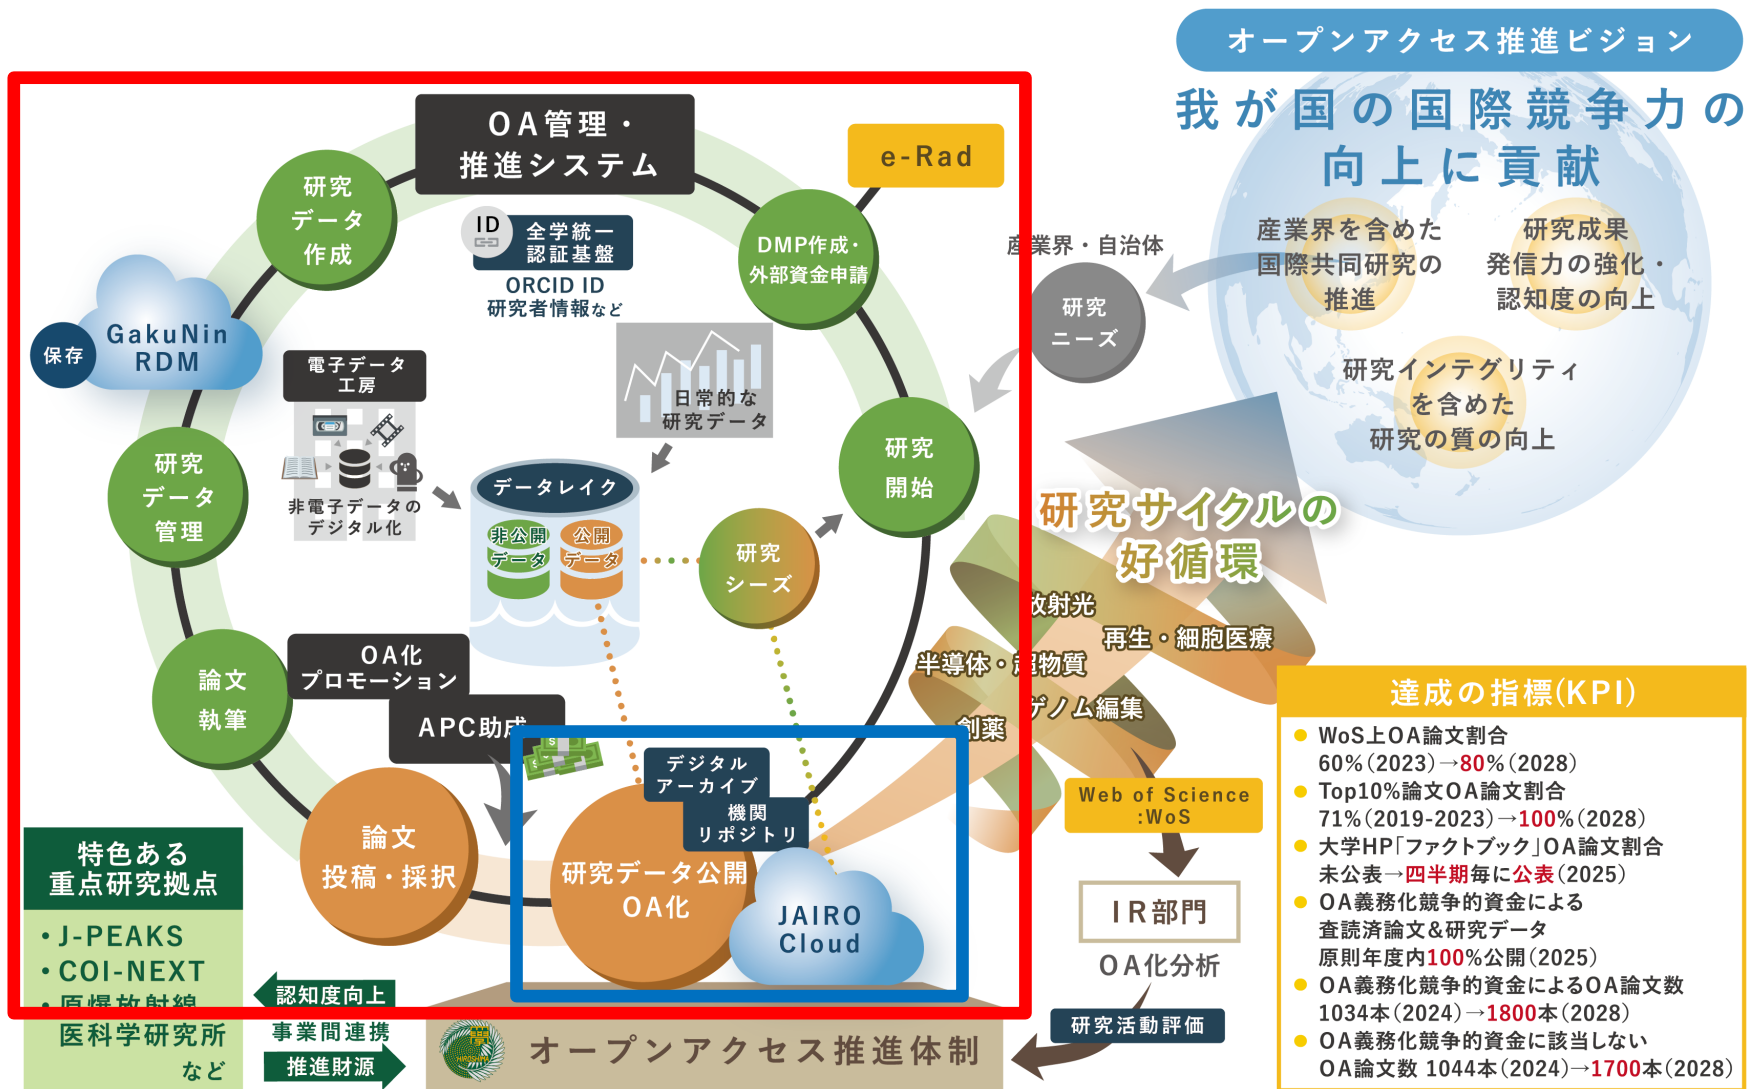 オープンアクセス推進ビジョン
我が国の国際競争力の
向上に貢献
産業界を含めた
国際共同研究の
推進
研究成果
発信力の強化・
認知度の向上
研究インテグリティ
を含めた
研究の質の向上
OA管理・
推進システム
e-Rad
研究
データ
作成
ID
全学統一
認証基盤
ORCID ID
研究者情報など
DMP作成・
外部資金申請
産業界・自治体
研究
ニーズ
GakuNin
RDM
保存
電子データ
工房
非電子データの
デジタル化
日常的な
研究データ
研究
開始
研究
データ
管理
データレイク
非公開
データ
公開
データ
研究
シーズ
研究サイクルの
好循環
放射光
再生・細胞医療
半導体・超物質
ゲノム編集
創薬
論文
執筆
OA化
プロモーション
APC助成
デジタル
アーカイブ
機関
リポジトリ
論文
投稿・採択
研究データ公開
OA化
JAIRO
Cloud
Web of Science
:WoS
IR部門
OA化分析
研究活動評価
特色ある
重点研究拠点
・J-PEAKS
・COI-NEXT
・原爆放射線
医科学研究所
など
認知度向上
事業間連携
推進財源
HIROSHIMA
オープンアクセス推進体制
達成の指標(KPI)
● WoS上OA論文割合
60%(2023)→80%(2028)
● Top10%論文OA論文割合
71%(2019-2023)→100%(2028)
● 大学HP「ファクトブック」OA論文割合
未公表→四半期毎に公表(2025)
● OA義務化競争的資金による
査読済論文&研究データ
原則年度内100%公開(2025)
● OA義務化競争的資金によるOA論文数
1034本(2024)→1800本(2028)
● OA義務化競争的資金に該当しない
OA論文数 1044本(2024)→1700本(2028)